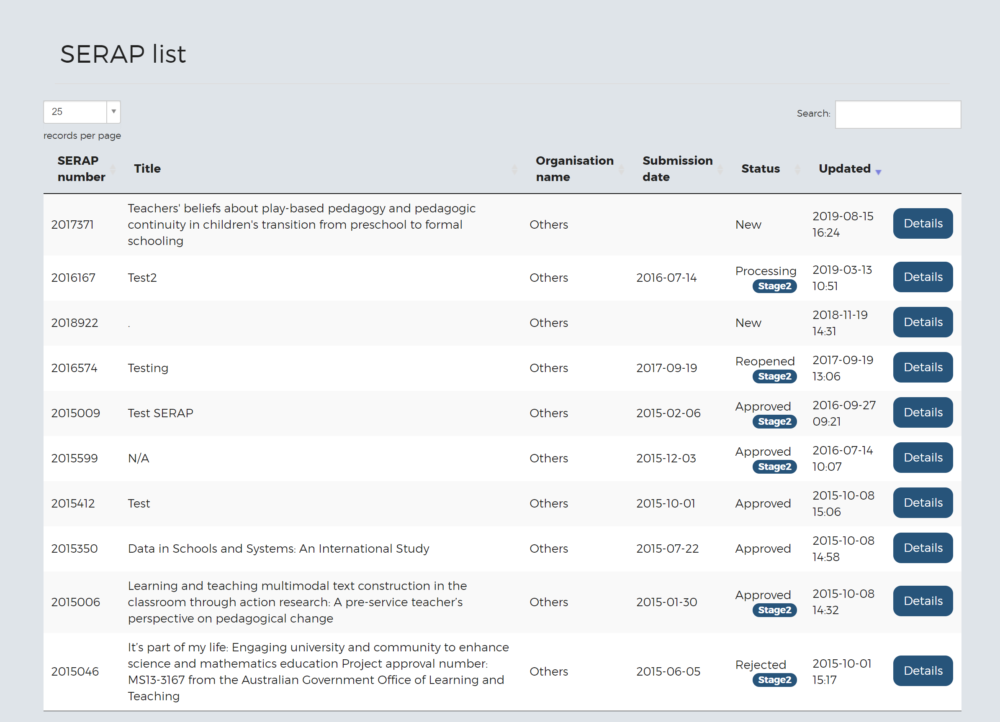 SERAP list
25
Search:
records per page
SERAP number Title Organisation name Submission date Status Updated
2017371 Teachers' beliefs about play-based pedagogy and pedagogic continuity in children's transition from preschool to formal schooling Others New 2019-08-15 16:24 Details
2016167 Test2 Others 2016-07-14 Processing Stage2 2019-03-13 10:51 Details
2018922 . Others New 2018-11-19 14:31 Details
2016574 Testing Others 2017-09-19 Reopened Stage2 2017-09-19 13:06 Details
2015009 Test SERAP Others 2015-02-06 Approved Stage2 2016-09-27 09:21 Details
2015599 N/A Others 2015-12-03 Approved Stage2 2016-07-14 10:07 Details
2015412 Test Others 2015-10-01 Approved 2015-10-08 15:06 Details
2015350 Data in Schools and Systems: An International Study Others 2015-07-22 Approved 2015-10-08 14:58 Details
2015006 Learning and teaching multimodal text construction in the classroom through action research: A pre-service teacher’s perspective on pedagogical change Others 2015-01-30 Approved Stage2 2015-10-08 14:32 Details
2015046 It’s part of my life: Engaging university and community to enhance science and mathematics education Project approval number: MS13-3167 from the Australian Government Office of Learning and Teaching Others 2015-06-05 Rejected Stage2 2015-10-01 15:17 Details